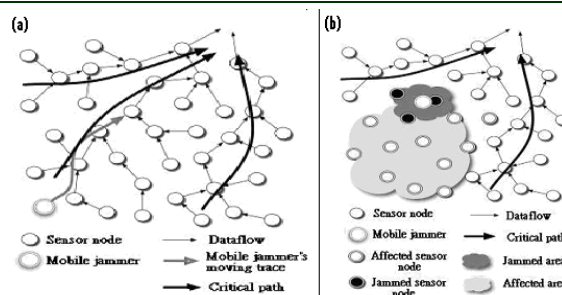 (a)
Sensor node
Dataflow
Mobile jammer
Mobile jammer's
moving trace
Critical path
(b)
Sensor node
Dataflow
Mobile jammer
Critical path
Affected sensor
node
Jammed area
Jammed sensor
node
Affected area